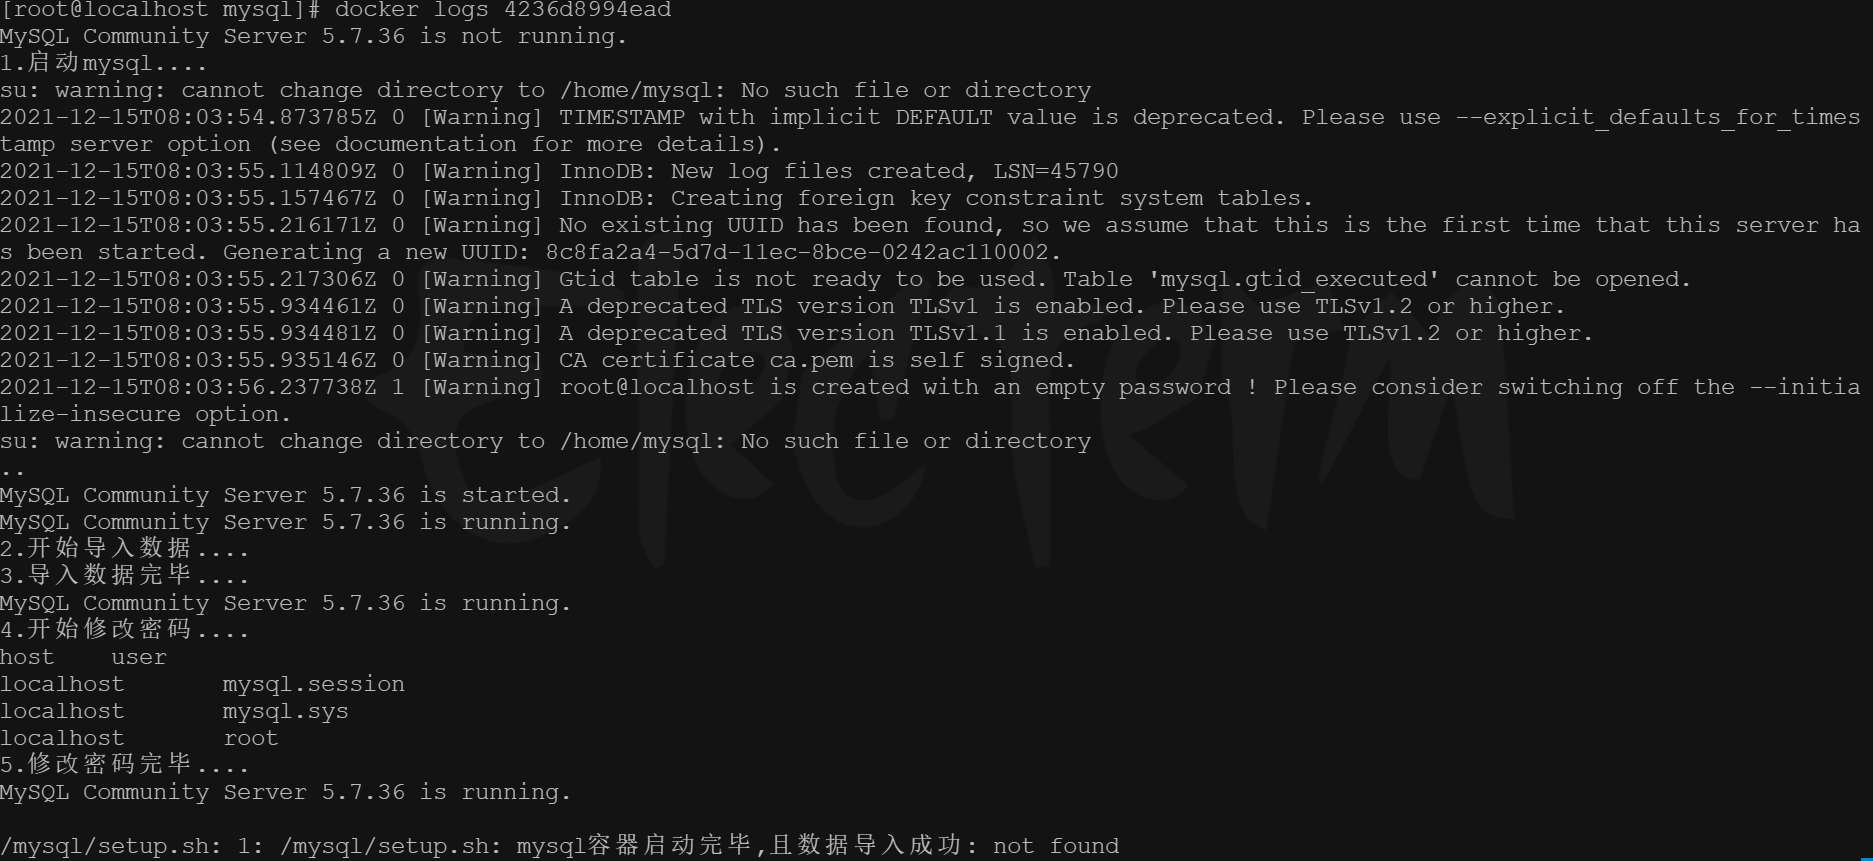 [root@localhost mysql]# docker logs 4236d8994ead
MySQL Community Server 5.7.36 is not running.
1.启动mysql....
su: warning: cannot change directory to /home/mysql: No such file or directory
2021-12-15T08:03:54.873785Z 0 [Warning] TIMESTAMP with implicit DEFAULT value is deprecated. Please use --explicit_defaults_for_times
tamp server option (see documentation for more details).
2021-12-15T08:03:55.114809Z 0 [Warning] InnoDB: New log files created, LSN=45790
2021-12-15T08:03:55.157467Z 0 [Warning] InnoDB: Creating foreign key constraint system tables.
2021-12-15T08:03:55.216171Z 0 [Warning] No existing UUID has been found, so we assume that this is the first time that this server ha
s been started. Generating a new UUID: 8c8fa2a4-5d7d-11ec-8bce-0242ac110002.
2021-12-15T08:03:55.217306Z 0 [Warning] Gtid table is not ready to be used. Table 'mysql.gtid_executed' cannot be opened.
2021-12-15T08:03:55.934461Z 0 [Warning] A deprecated TLS version TLSv1 is enabled. Please use TLSv1.2 or higher.
2021-12-15T08:03:55.934481Z 0 [Warning] A deprecated TLS version TLSv1.1 is enabled. Please use TLSv1.2 or higher.
2021-12-15T08:03:55.935146Z 0 [Warning] CA certificate ca.pem is self signed.
2021-12-15T08:03:56.237738Z 1 [Warning] root@localhost is created with an empty password ! Please consider switching off the --initia
lize-insecure option.
su: warning: cannot change directory to /home/mysql: No such file or directory
..
MySQL Community Server 5.7.36 is started.
MySQL Community Server 5.7.36 is running.
2.开始导入数据....
3.导入数据完毕....
MySQL Community Server 5.7.36 is running.
4.开始修改密码....
host    user
localhost       mysql.session
localhost       mysql.sys
localhost       root
5.修改密码完毕....
MySQL Community Server 5.7.36 is running.
/mysql/setup.sh: 1: /mysql/setup.sh: mysql容器启动完毕,且数据导入成功: not found
electerm